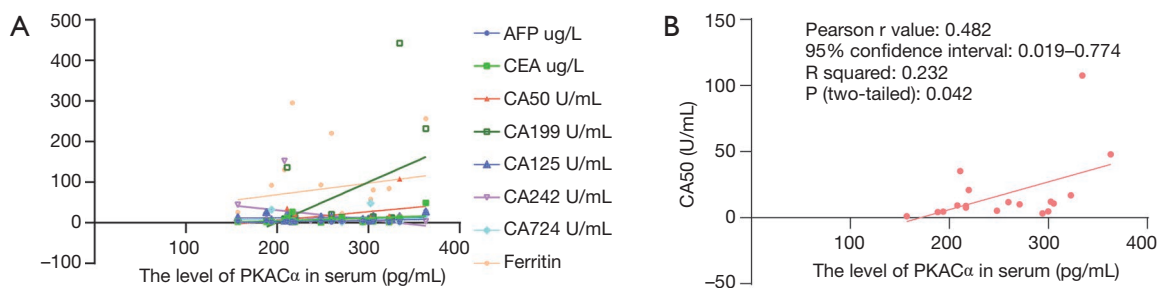 A
500
400
300
200
100
0
–100
100
200
300
400
The level of PKACα in serum (pg/mL)
AFP ug/L
CEA ug/L
CA50 U/mL
CA199 U/mL
CA125 U/mL
CA242 U/mL
CA724 U/mL
Ferritin
B
150
100
50
0
–50
CA50 (U/mL)
Pearson r value: 0.482
95% confidence interval: 0.019–0.774
R squared: 0.232
P (two-tailed): 0.042
100
200
300
400
The level of PKACα in serum (pg/mL)